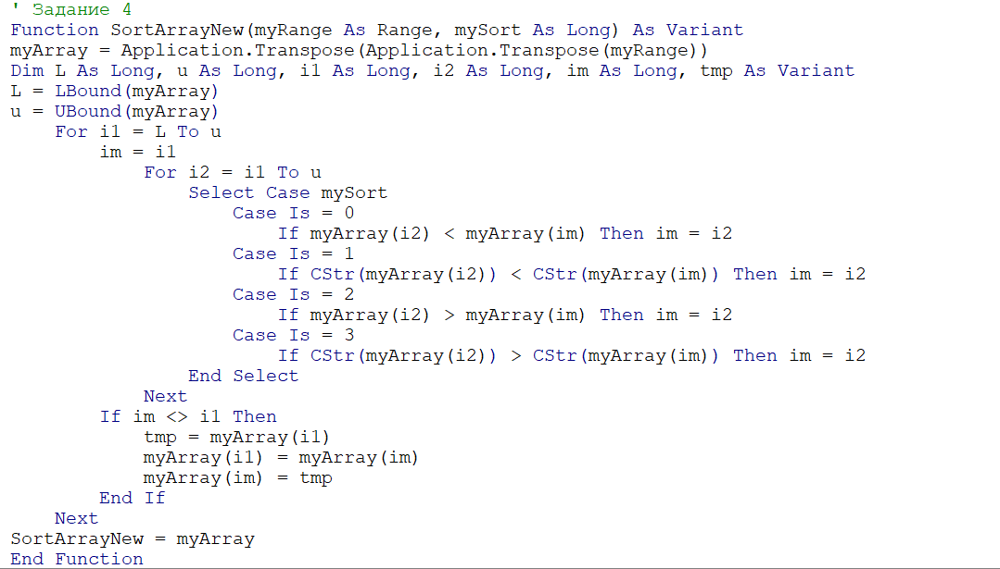 ' Задание 4
Function SortArrayNew(myRange As Range, mySort As Long) As Variant
myArray = Application.Transpose(Application.Transpose(myRange))
Dim L As Long, u As Long, i1 As Long, i2 As Long, im As Long, tmp As Variant
L = LBound(myArray)
u = UBound(myArray)
    For i1 = L To u
        im = i1
            For i2 = i1 To u
                Select Case mySort
                    Case Is = 0
                        If myArray(i2) < myArray(im) Then im = i2
                    Case Is = 1
                        If CStr(myArray(i2)) < CStr(myArray(im)) Then im = i2
                    Case Is = 2
                        If myArray(i2) > myArray(im) Then im = i2
                    Case Is = 3
                        If CStr(myArray(i2)) > CStr(myArray(im)) Then im = i2
                End Select
            Next
        If im <> i1 Then
            tmp = myArray(i1)
            myArray(i1) = myArray(im)
            myArray(im) = tmp
        End If
    Next
SortArrayNew = myArray
End Function